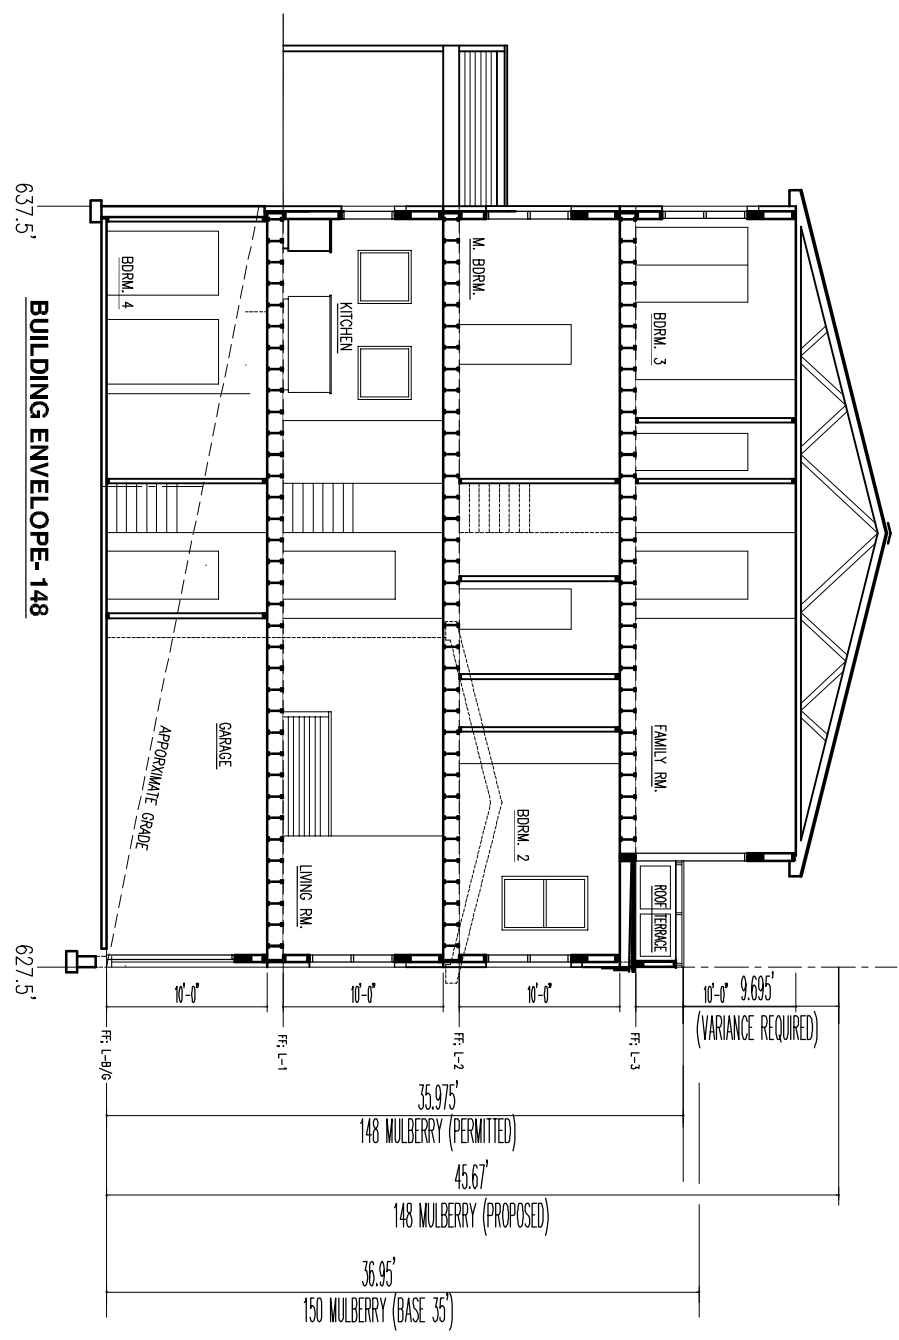 637.5'
BUILDING ENVELOPE- 148
627.5'
BDRM. 4
GARAGE
APPORXIMATE GRADE
KITCHEN
LIVING RM.
M. BDRM.
BDRM. 2
BDRM. 3
FAMILY RM.
ROOF TERRACE
10'-0"
10'-0"
10'-0"
10'-0"
9.695'
(VARIANCE REQUIRED)
FF; L-B/G
FF; L-1
FF; L-2
FF; L-3
35.975'
148 MULBERRY (PERMITTED)
45.67'
148 MULBERRY (PROPOSED)
36.95'
150 MULBERRY (BASE 35')